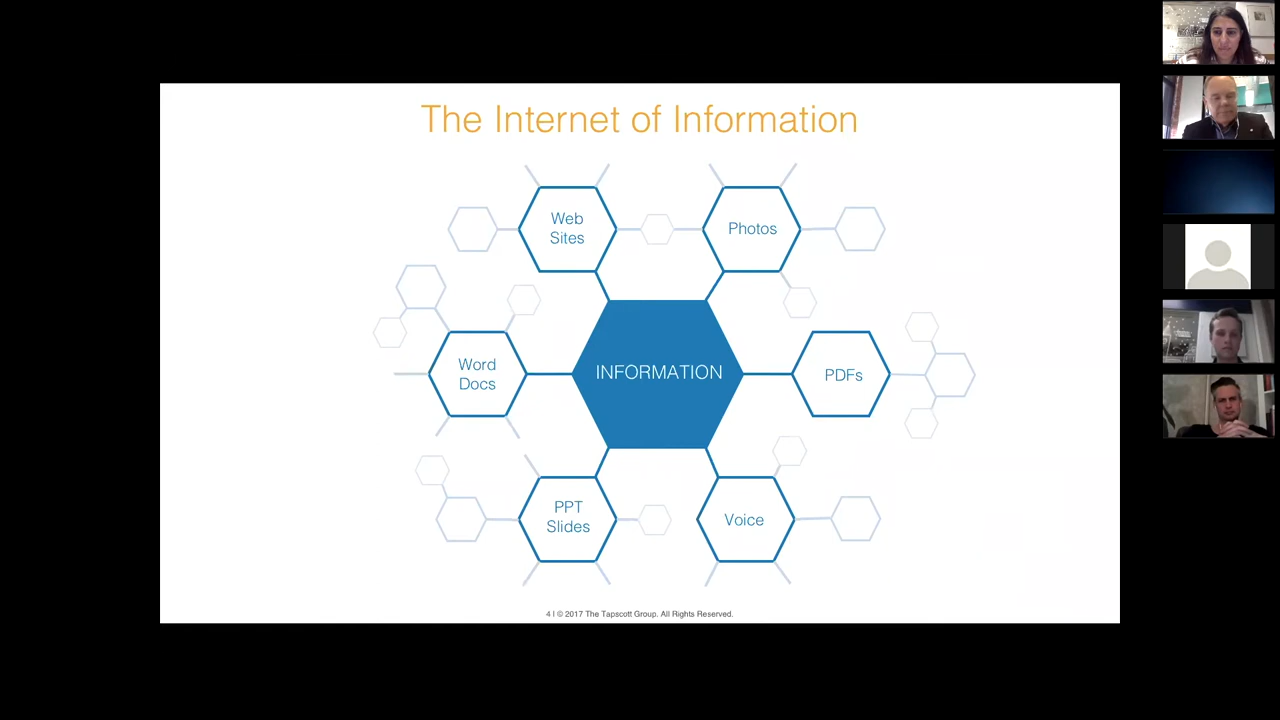 The Internet of Information
Web
Sites
Photos
Word
Docs
INFORMATION
PDFs
PPT
Slides
Voice
4 | © 2017 The Tapscott Group. All Rights Reserved.